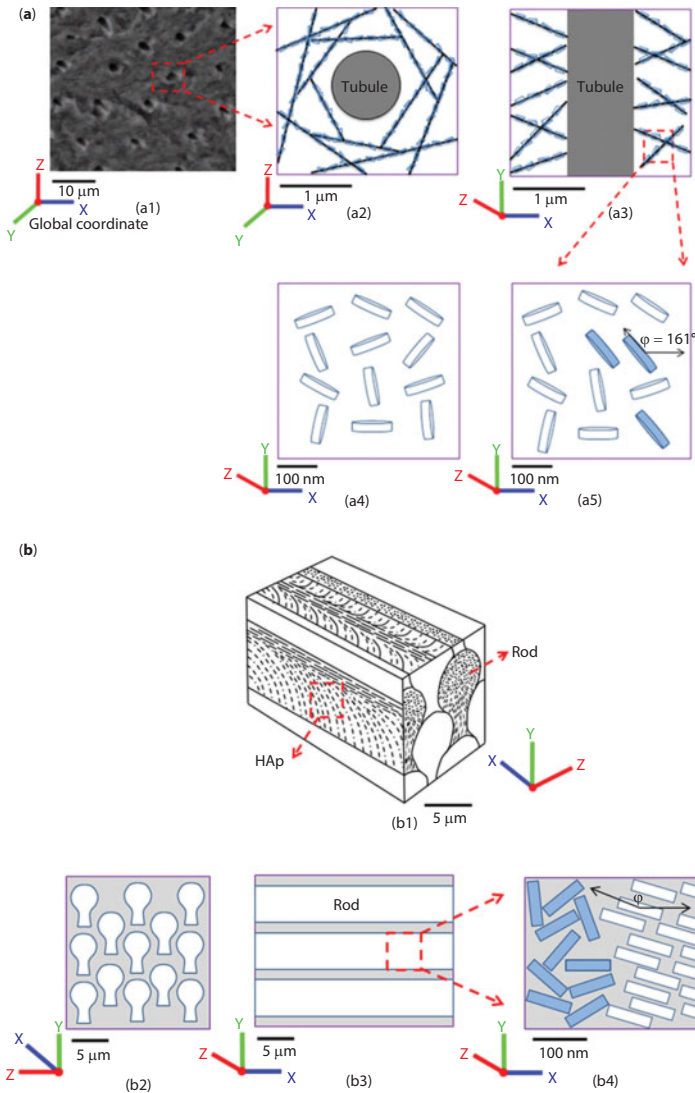 (a)
Tubule
Tubule
Z
X
Y
10 μm
Global coordinate
(a1)
Z
X
Y
1 μm
(a2)
Y
Z
X
1 μm
(a3)
φ = 161°
Y
Z
X
100 nm
(a4)
Y
Z
X
100 nm
(a5)
(b)
Rod
HAp
5 μm
(b1)
Y
X
Z
Rod
φ
Y
X
Z
5 μm
(b2)
Y
Z
X
5 μm
(b3)
Y
Z
X
100 nm
(b4)